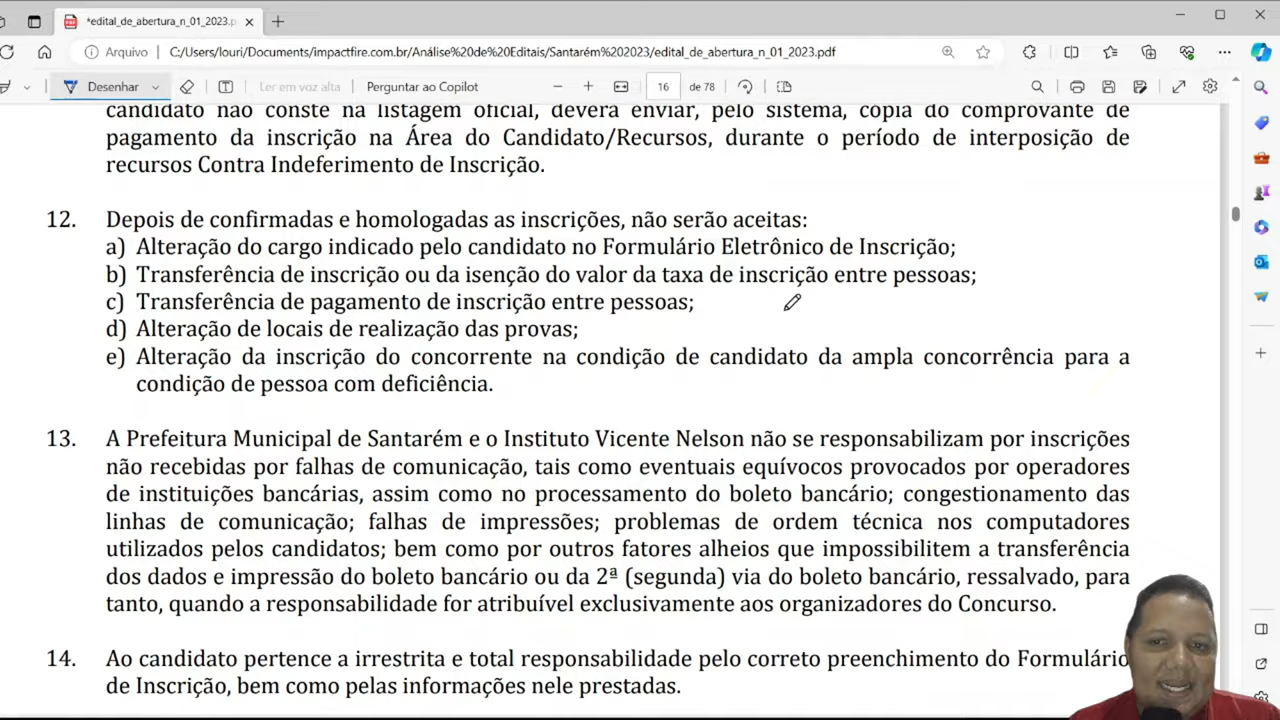 *edital_de_abertura_n_01_2023.p
Arquivo C:/Users/louri/Documents/impactfire.com.br/Análise%20de%20Editais/Santarém%202023/edital_de_abertura_n_01_2023.pdf
Desenhar Ler em voz alta Perguntar ao Copilot 16 de 78
candidato não conste na listagem oficial, deverá enviar, pelo sistema, cópia do comprovante de
pagamento da inscrição na Área do Candidato/Recursos, durante o período de interposição de
recursos Contra Indeferimento de Inscrição.
12. Depois de confirmadas e homologadas as inscrições, não serão aceitas:
a) Alteração do cargo indicado pelo candidato no Formulário Eletrônico de Inscrição;
b) Transferência de inscrição ou da isenção do valor da taxa de inscrição entre pessoas;
c) Transferência de pagamento de inscrição entre pessoas;
d) Alteração de locais de realização das provas;
e) Alteração da inscrição do concorrente na condição de candidato da ampla concorrência para a
condição de pessoa com deficiência.
13. A Prefeitura Municipal de Santarém e o Instituto Vicente Nelson não se responsabilizam por inscrições
não recebidas por falhas de comunicação, tais como eventuais equívocos provocados por operadores
de instituições bancárias, assim como no processamento do boleto bancário; congestionamento das
linhas de comunicação; falhas de impressões; problemas de ordem técnica nos computadores
utilizados pelos candidatos; bem como por outros fatores alheios que impossibilitem a transferência
dos dados e impressão do boleto bancário ou da 2ª (segunda) via do boleto bancário, ressalvado, para
tanto, quando a responsabilidade for atribuível exclusivamente aos organizadores do Concurso.
14. Ao candidato pertence a irrestrita e total responsabilidade pelo correto preenchimento do Formulário
de Inscrição, bem como pelas informações nele prestadas.